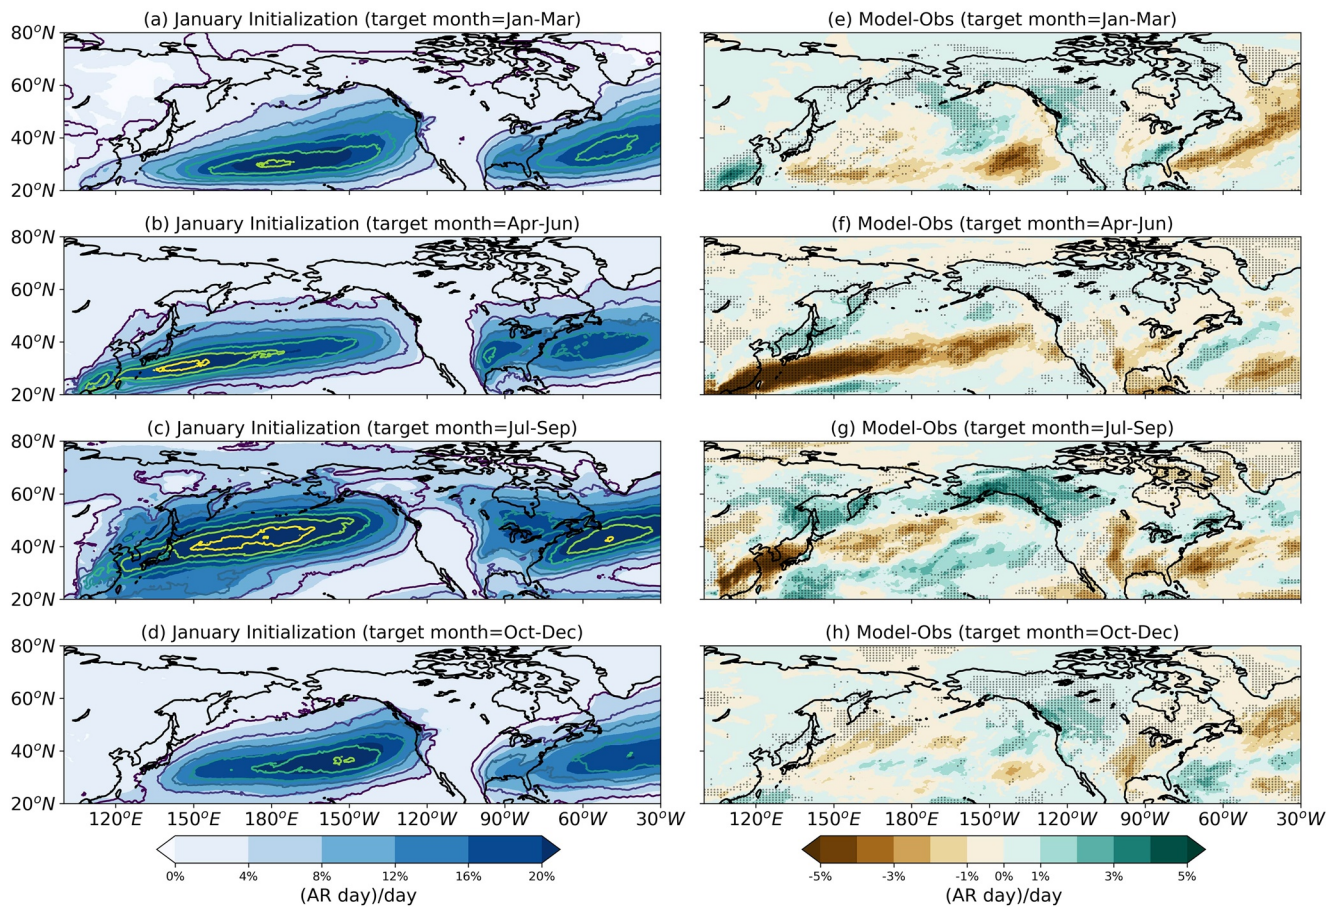 (a) January Initialization (target month=Jan-Mar)
(e) Model-Obs (target month=Jan-Mar)
80°N
60°N
40°N
20°N
(b) January Initialization (target month=Apr-Jun)
(f) Model-Obs (target month=Apr-Jun)
80°N
60°N
40°N
20°N
(c) January Initialization (target month=Jul-Sep)
(g) Model-Obs (target month=Jul-Sep)
80°N
60°N
40°N
20°N
(d) January Initialization (target month=Oct-Dec)
(h) Model-Obs (target month=Oct-Dec)
80°N
60°N
40°N
20°N
120°E 150°E 180°E 150°W 120°W 90°W 60°W 30°W
120°E 150°E 180°E 150°W 120°W 90°W 60°W 30°W
0% 4% 8% 12% 16% 20%
(AR day)/day
-5% -3% -1% 0% 1% 3% 5%
(AR day)/day